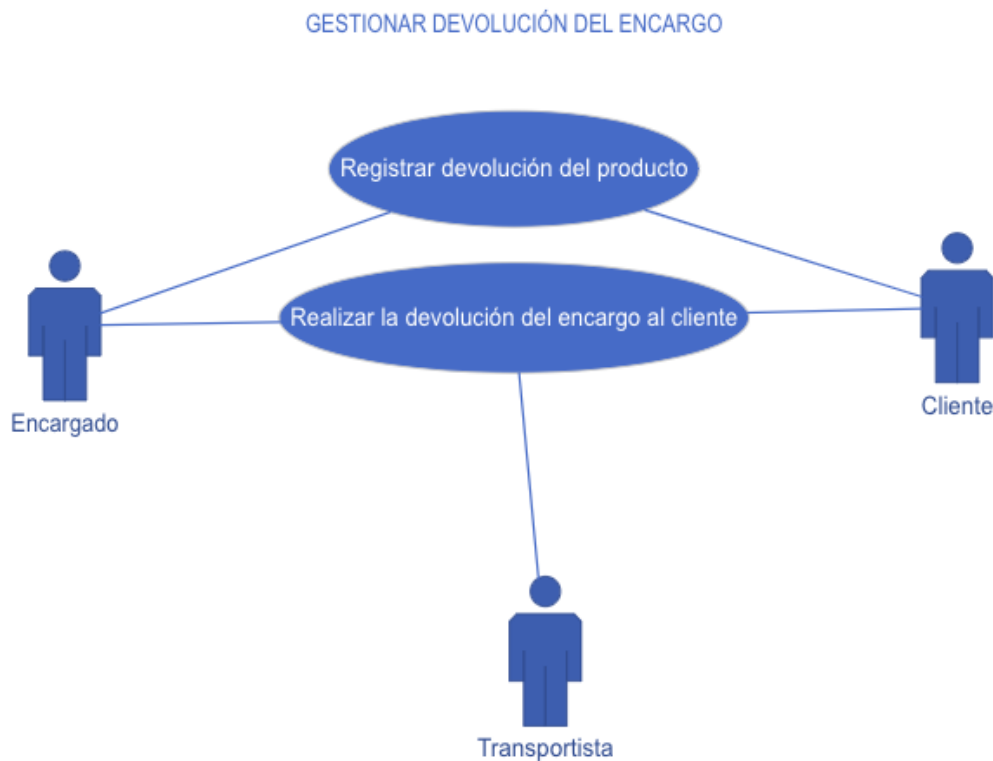 GESTIONAR DEVOLUCIÓN DEL ENCARGO
Registrar devolución del producto
Realizar la devolución del encargo al cliente
Encargado
Cliente
Transportista